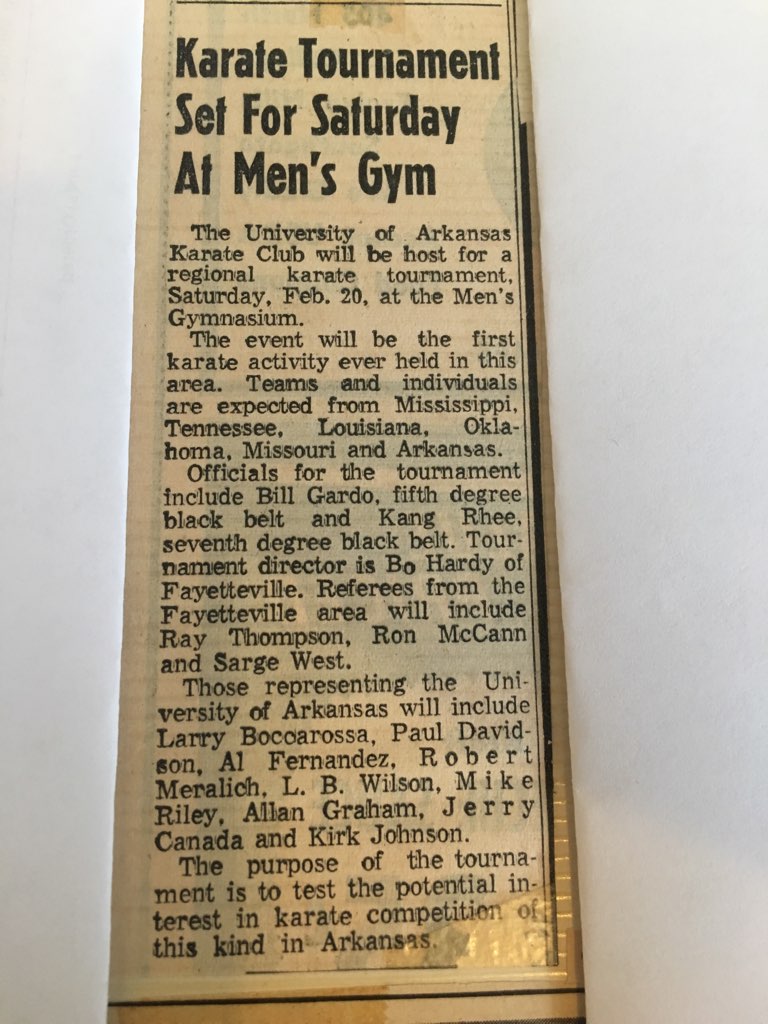 Karate Tournament
Set For Saturday
At Men's Gym
The University of Arkansas
Karate Club will be host for a
regional karate tournament,
Saturday, Feb. 20, at the Men's
Gymnasium.
The event will be the first
karate activity ever held in this
area. Teams and individuals
are expected from Mississippi,
Tennessee, Louisiana, Okla-
homa, Missouri and Arkansas.
Officials for the tournament
include Bill Gardo, fifth degree
black belt and Kang Rhee,
seventh degree black belt. Tour-
nament director is Bo Hardy of
Fayetteville. Referees from the
Fayetteville area will include
Ray Thompson, Ron McCann
and Sarge West.
Those representing the Uni-
versity of Arkansas will include
Larry Bocoarossa, Paul David-
son, Al Fernandez, Robert
Meralich, L. B. Wilson, Mike
Riley, Allan Graham, Jerry
Canada and Kirk Johnson.
The purpose of the tourna-
ment is to test the potential in-
terest in karate competition of
this kind in Arkansas.